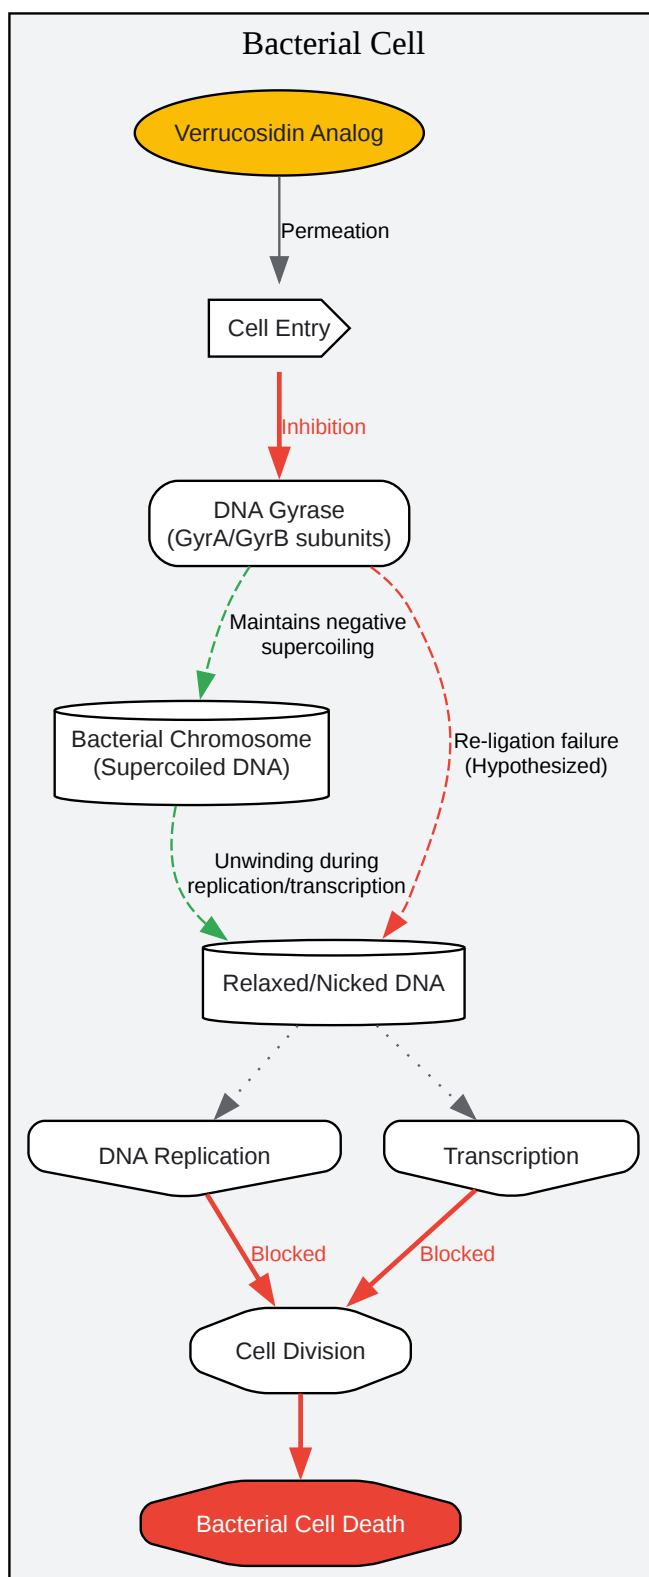 Bacterial Cell
Verrucosidin Analog
Permeation
Cell Entry
Inhibition
DNA Gyrase
(GyrA/GyrB subunits)
Maintains negative
supercoiling
Bacterial Chromosome
(Supercoiled DNA)
Re-ligation failure
(Hypothesized)
Unwinding during
replication/transcription
Relaxed/Nicked DNA
DNA Replication
Transcription
Blocked
Blocked
Cell Division
Bacterial Cell Death